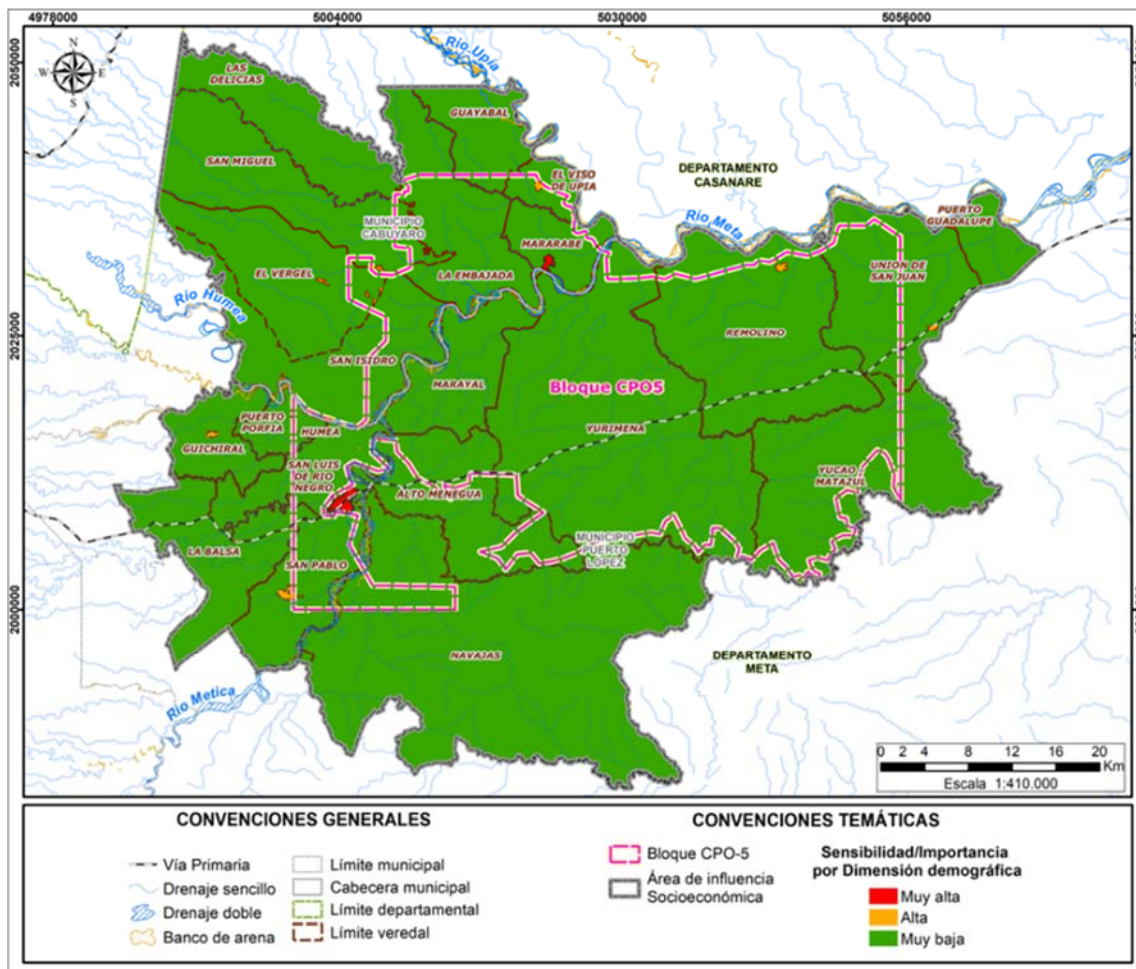 4978000
5004000
5030000
5056000
2050000
2025000
2000000
N
W
E
S
Río Upía
LAS
DELICIAS
GUAYABAL
SAN MIGUEL
EL VISO
DE UPIA
DEPARTAMENTO
CASANARE
MUNICIPIO
CABUYARO
Río Meta
PUERTO
GUADALUPE
MARARABE
EL VERGEL
LA EMBAJADA
UNION DE
SAN JUAN
Río Humea
SAN ISIDRO
REMOLINO
MARAYAL
Bloque CPO5
PUERTO
PORFIA
HUMEA
YURIMENA
GUICHIRAL
SAN LUIS
DE RIO
NEGRO
ALTO MENEGUA
YUCAO
MATAZUL
LA BALSA
SAN PABLO
MUNICIPIO
PUERTO
LOPEZ
NAVAJAS
DEPARTAMENTO
META
Río Metica
0 2 4 8 12 16 20
Km
Escala 1:410.000
CONVENCIONES GENERALES
Vía Primaria
Drenaje sencillo
Drenaje doble
Banco de arena
Límite municipal
Cabecera municipal
Límite departamental
Límite veredal
CONVENCIONES TEMÁTICAS
Bloque CPO-5
Área de influencia
Socioeconómica
Sensibilidad/Importancia
por Dimensión demográfica
Muy alta
Alta
Muy baja